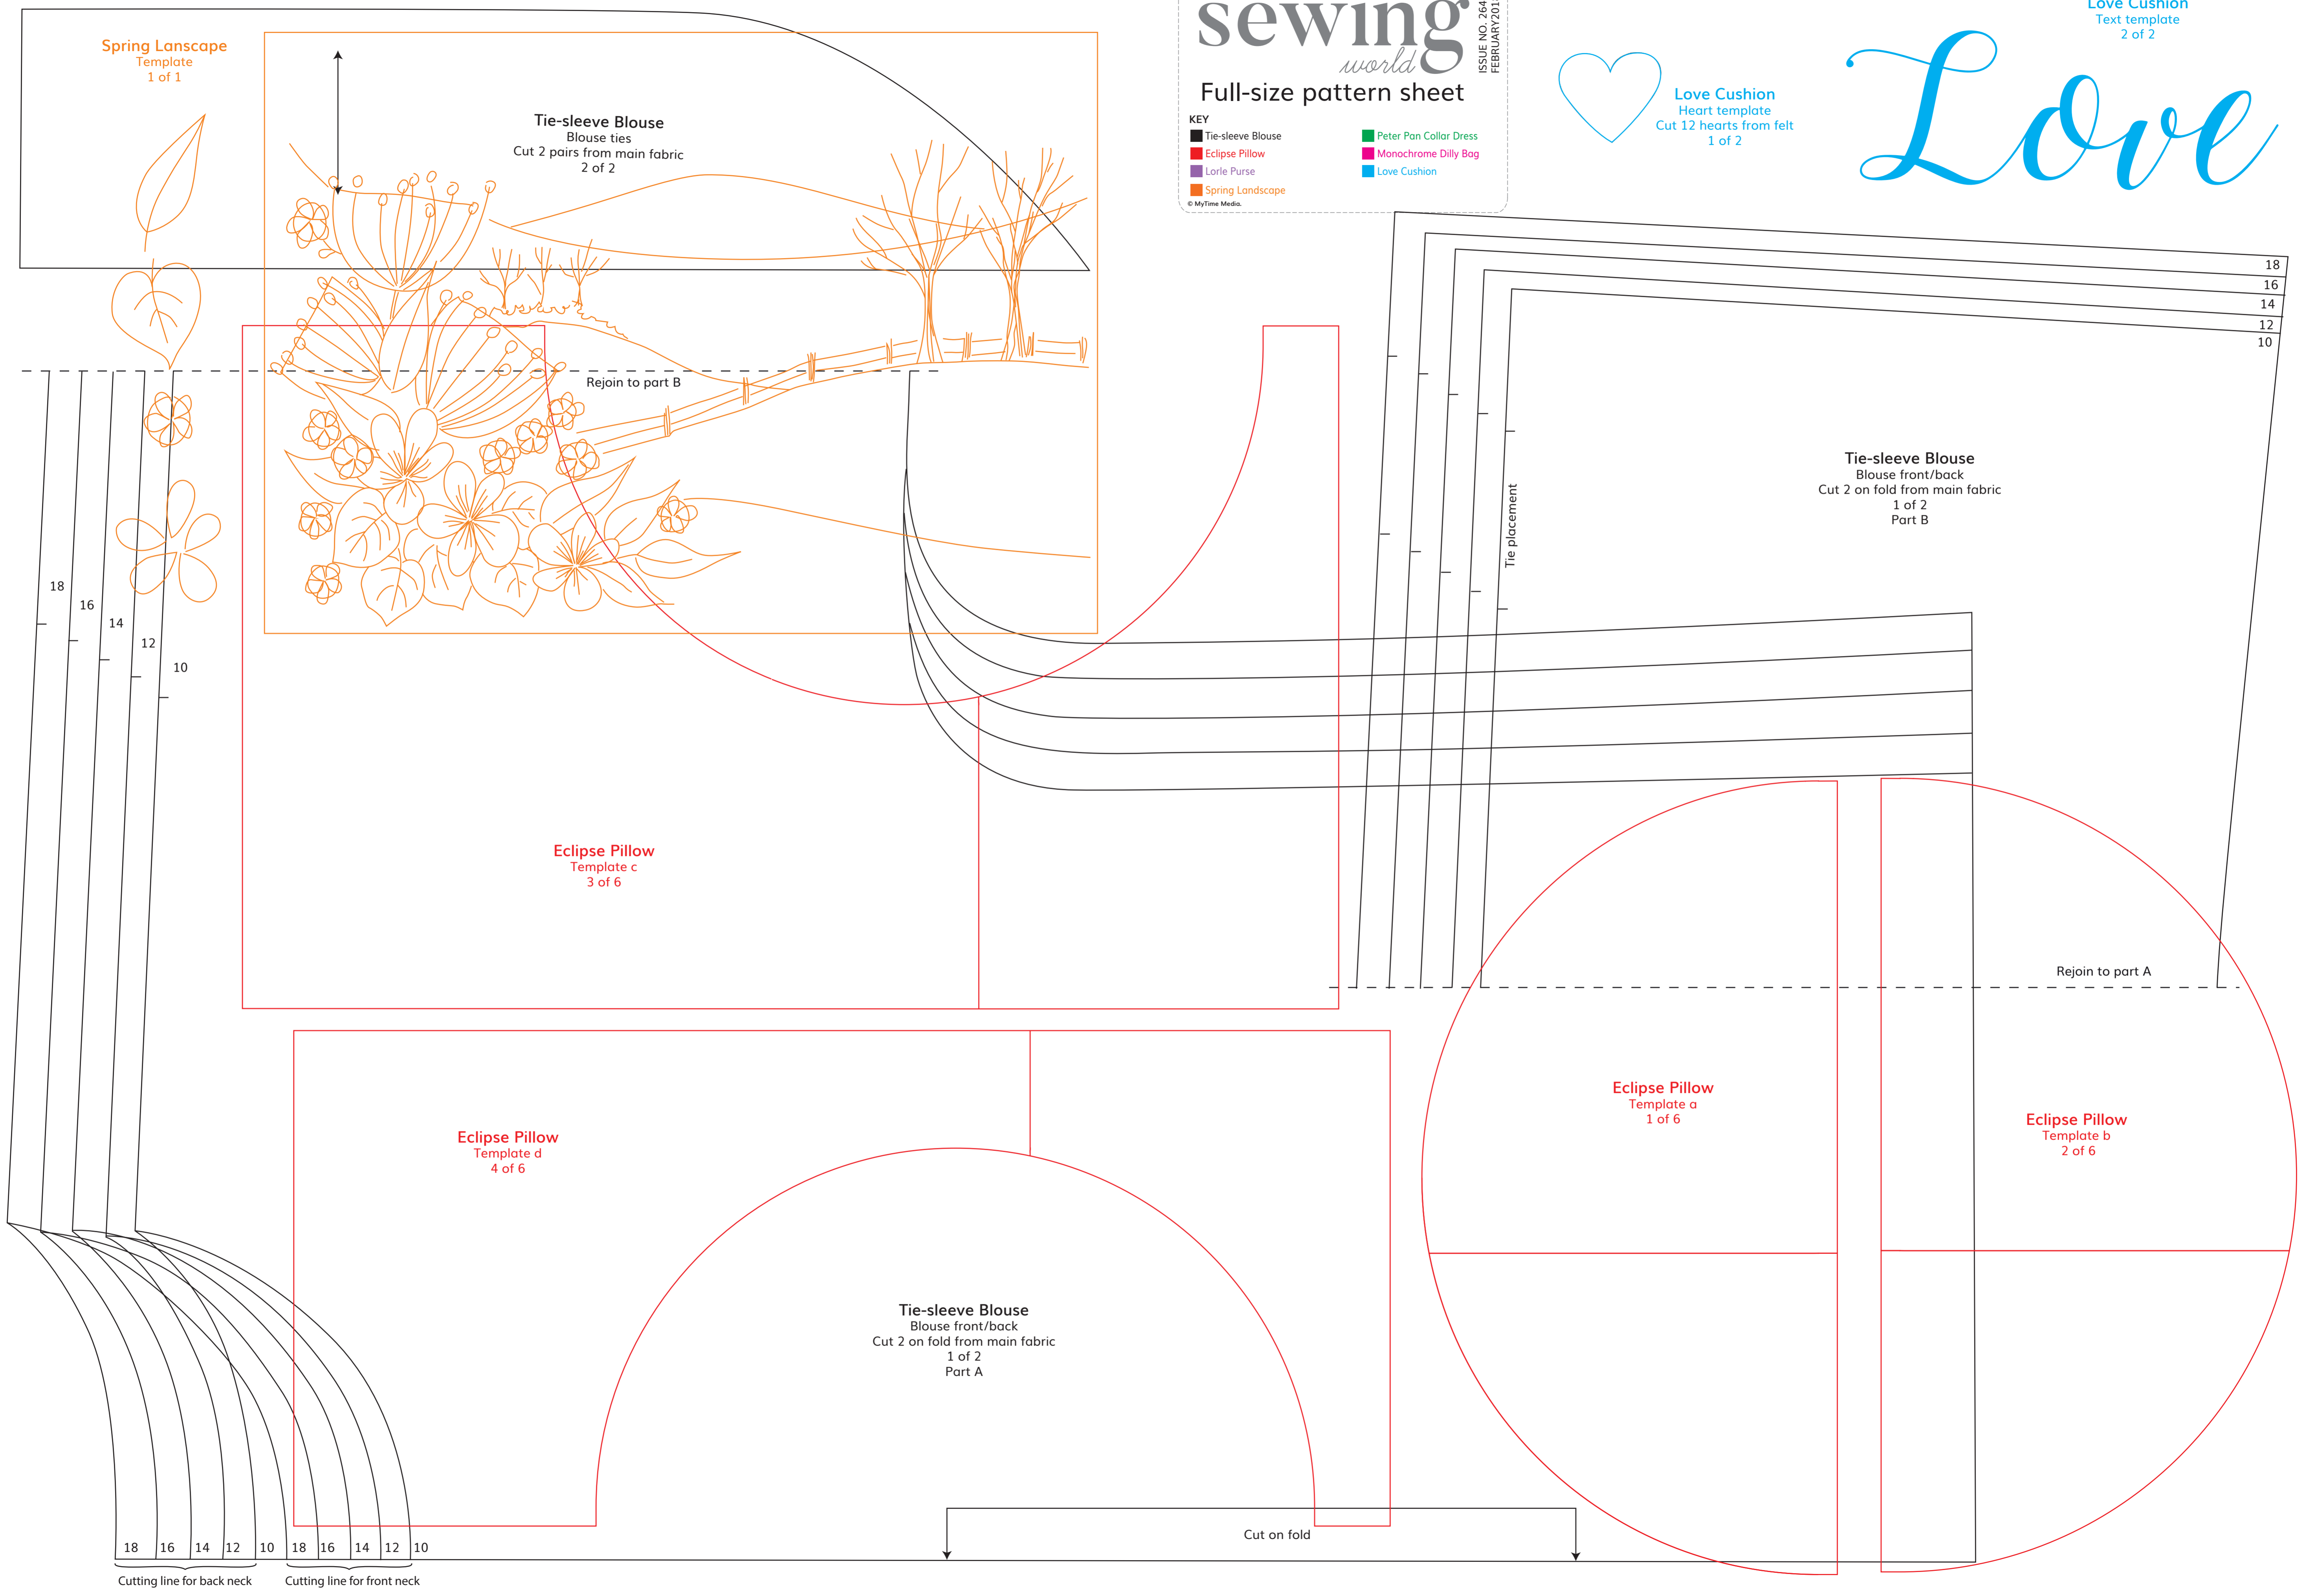 Spring Lanscape
Template
1 of 1
Tie-sleeve Blouse
Blouse ties
Cut 2 pairs from main fabric
2 of 2
sewing
world
ISSUE NO. 264
FEBRUARY
Full-size pattern sheet
KEY
Tie-sleeve Blouse
Eclipse Pillow
Lorle Purse
Spring Landscape
Peter Pan Collar Dress
Monochrome Dilly Bag
Love Cushion
© MyTime Media.
Love Cushion
Heart template
Cut 12 hearts from felt
1 of 2
Love Cushion
Text template
2 of 2
Love
18
16
14
12
10
Rejoin to part B
Tie placement
Tie-sleeve Blouse
Blouse front/back
Cut 2 on fold from main fabric
1 of 2
Part B
18
16
14
12
10
Eclipse Pillow
Template c
3 of 6
Rejoin to part A
Eclipse Pillow
Template a
1 of 6
Eclipse Pillow
Template b
2 of 6
Eclipse Pillow
Template d
4 of 6
Tie-sleeve Blouse
Blouse front/back
Cut 2 on fold from main fabric
1 of 2
Part A
Cut on fold
18 16 14 12 10 18 16 14 12 10
Cutting line for back neck
Cutting line for front neck